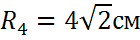 R₄ = 4√2см